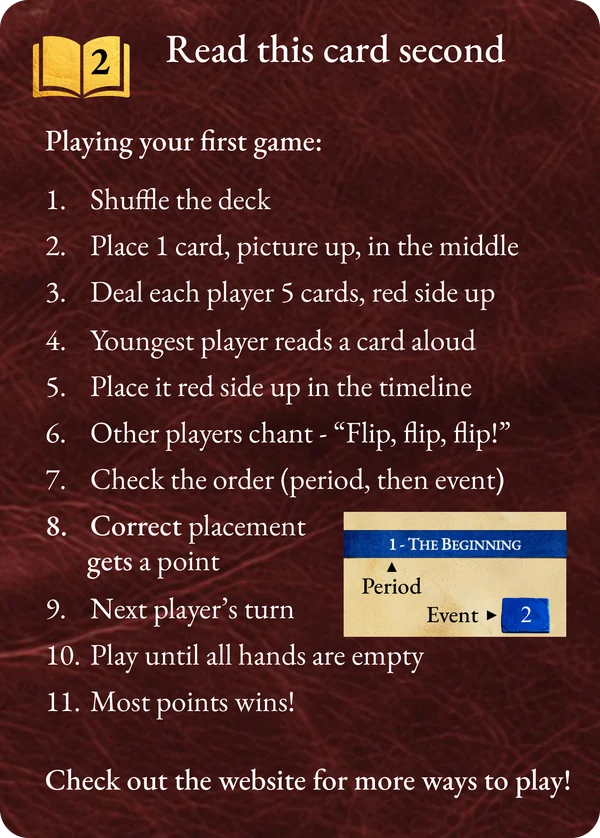 2
Read this card second
Playing your first game:
1. Shuffle the deck
2. Place 1 card, picture up, in the middle
3. Deal each player 5 cards, red side up
4. Youngest player reads a card aloud
5. Place it red side up in the timeline
6. Other players chant - “Flip, flip, flip!”
7. Check the order (period, then event)
8. Correct placement
gets a point
1 - The Beginning
Period
Event
2
9. Next player’s turn
10. Play until all hands are empty
11. Most points wins!
Check out the website for more ways to play!